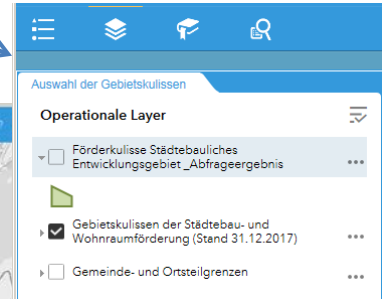 Auswahl der Gebietskulissen
Operationale Layer
Förderkulisse Städtebauliches
Entwicklungsgebiet _Abfrageergebnis
Gebietskulissen der Städtebau- und
Wohnraumförderung (Stand 31.12.2017)
Gemeinde- und Ortsteilgrenzen